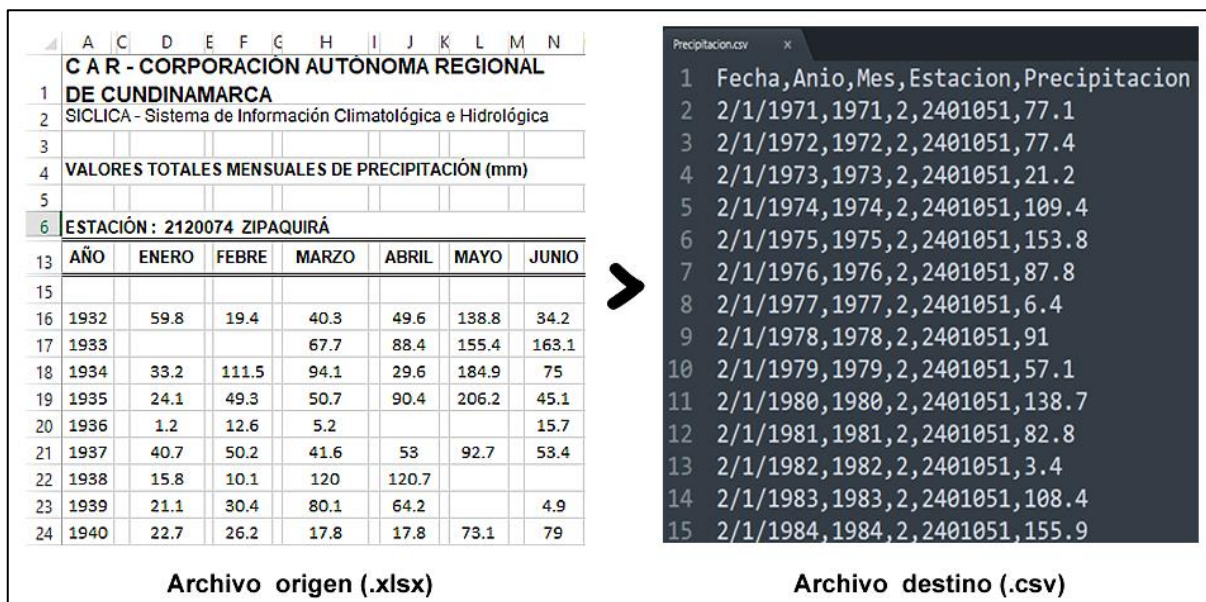 A C D E F G H I J K L M N
1 C A R - CORPORACIÓN AUTÓNOMA REGIONAL
DE CUNDINAMARCA
2 SICLICA - Sistema de Información Climatológica e Hidrológica
3
4 VALORES TOTALES MENSUALES DE PRECIPITACIÓN (mm)
5
6 ESTACIÓN : 2120074 ZIPAQUIRÁ
13 AÑO ENERO FEBRE MARZO ABRIL MAYO JUNIO
15
16 1932 59.8 19.4 40.3 49.6 138.8 34.2
17 1933 67.7 88.4 155.4 163.1
18 1934 33.2 111.5 94.1 29.6 184.9 75
19 1935 24.1 49.3 50.7 90.4 206.2 45.1
20 1936 1.2 12.6 5.2 15.7
21 1937 40.7 50.2 41.6 53 92.7 53.4
22 1938 15.8 10.1 120 120.7
23 1939 21.1 30.4 80.1 64.2 4.9
24 1940 22.7 26.2 17.8 17.8 73.1 79
Archivo origen (.xlsx)
>
Precipitacion.csv ×
1 Fecha,Anio,Mes,Estacion,Precipitacion
2 2/1/1971,1971,2,2401051,77.1
3 2/1/1972,1972,2,2401051,77.4
4 2/1/1973,1973,2,2401051,21.2
5 2/1/1974,1974,2,2401051,109.4
6 2/1/1975,1975,2,2401051,153.8
7 2/1/1976,1976,2,2401051,87.8
8 2/1/1977,1977,2,2401051,6.4
9 2/1/1978,1978,2,2401051,91
10 2/1/1979,1979,2,2401051,57.1
11 2/1/1980,1980,2,2401051,138.7
12 2/1/1981,1981,2,2401051,82.8
13 2/1/1982,1982,2,2401051,3.4
14 2/1/1983,1983,2,2401051,108.4
15 2/1/1984,1984,2,2401051,155.9
Archivo destino (.csv)